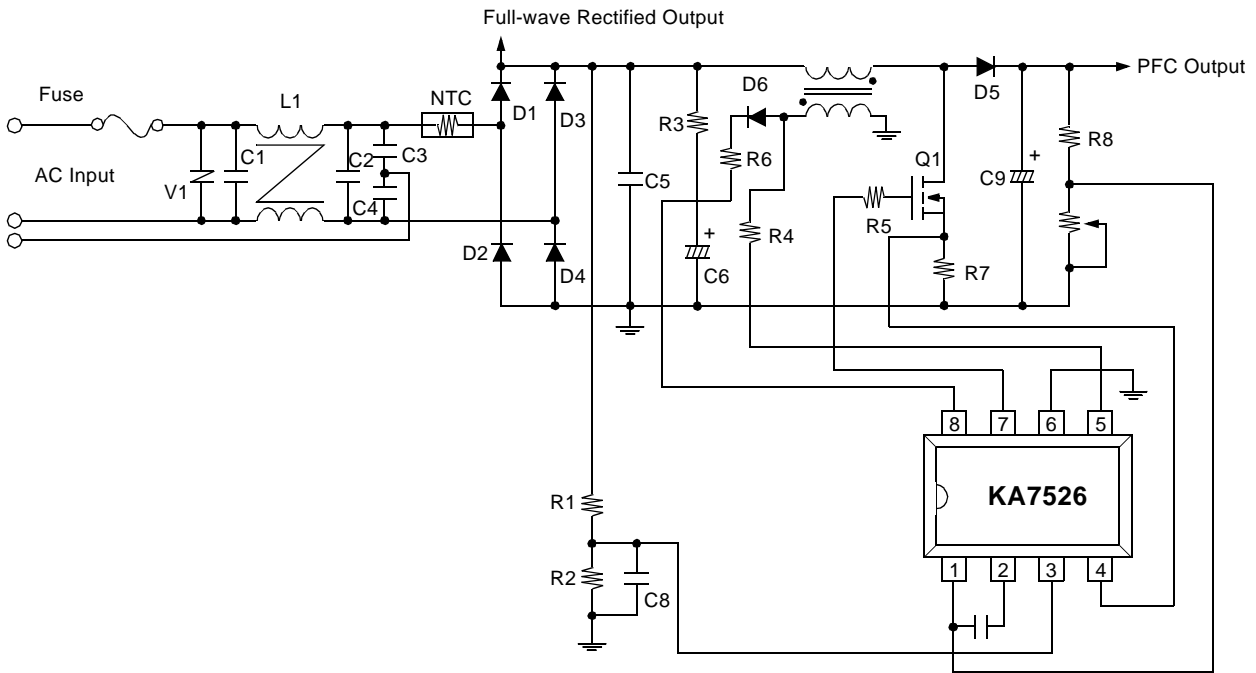 Full-wave Rectified Output
PFC Output
Fuse
L1
NTC
D1
D3
D6
D5
R3
R6
R8
AC Input
V1
C1
C2
C3
C4
C5
Q1
C9
+
R4
R5
D2
D4
+
C6
R7
8
7
6
5
KA7526
R1
R2
C8
1
2
3
4